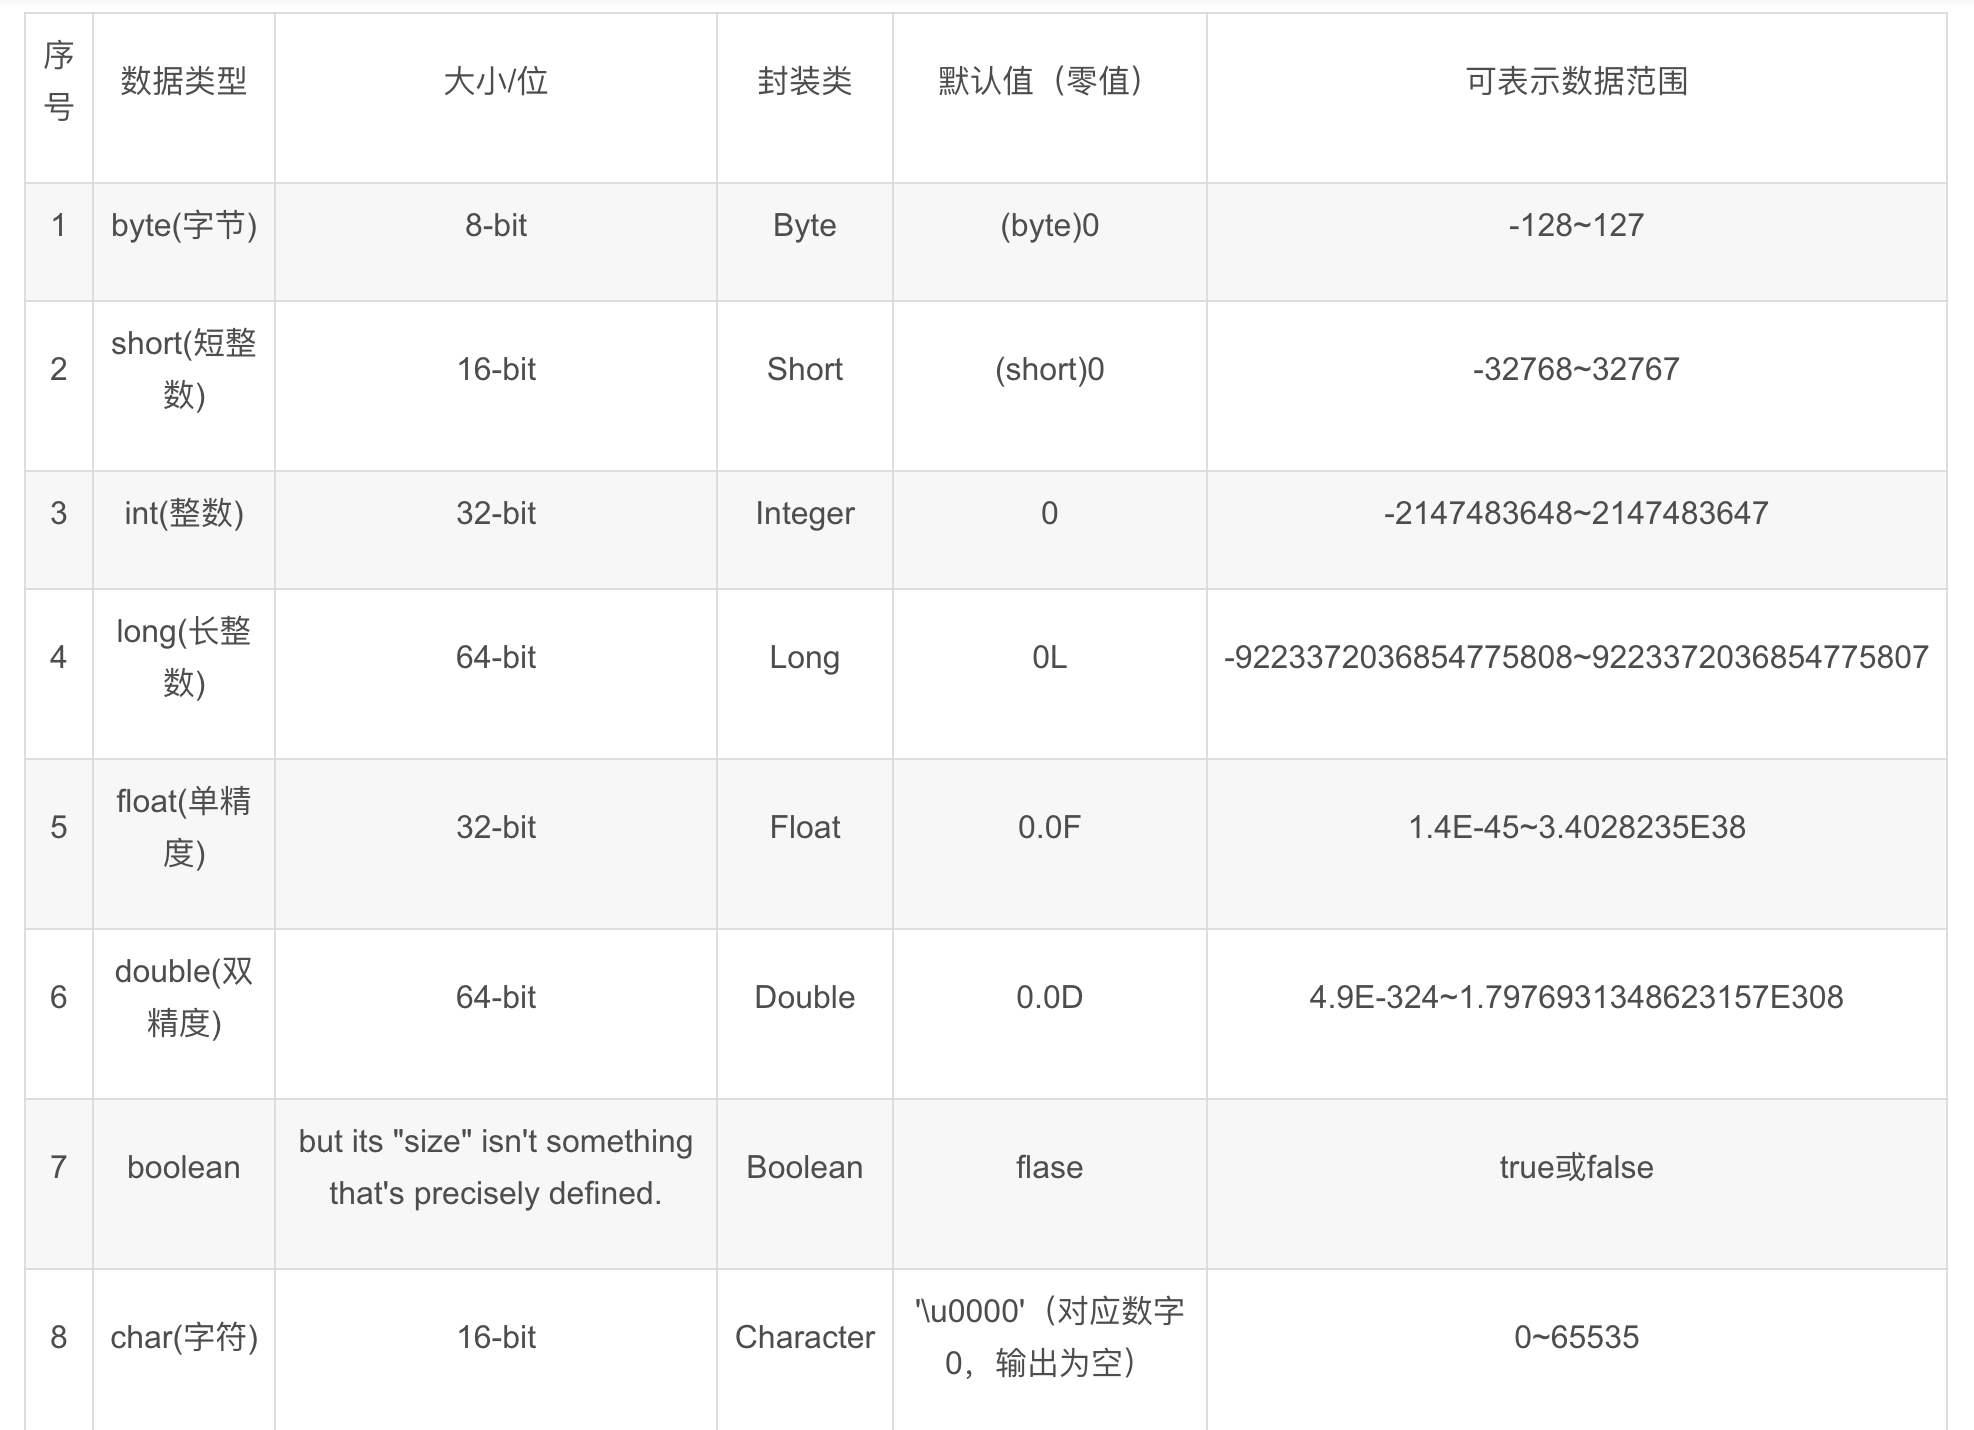 序号 数据类型 大小/位 封装类 默认值（零值） 可表示数据范围
1 byte(字节) 8-bit Byte (byte)0 -128~127
2 short(短整数) 16-bit Short (short)0 -32768~32767
3 int(整数) 32-bit Integer 0 -2147483648~2147483647
4 long(长整数) 64-bit Long 0L -9223372036854775808~9223372036854775807
5 float(单精度) 32-bit Float 0.0F 1.4E-45~3.4028235E38
6 double(双精度) 64-bit Double 0.0D 4.9E-324~1.7976931348623157E308
7 boolean but its "size" isn't something that's precisely defined. Boolean flase true或false
8 char(字符) 16-bit Character '\u0000'（对应数字0，输出为空） 0~65535